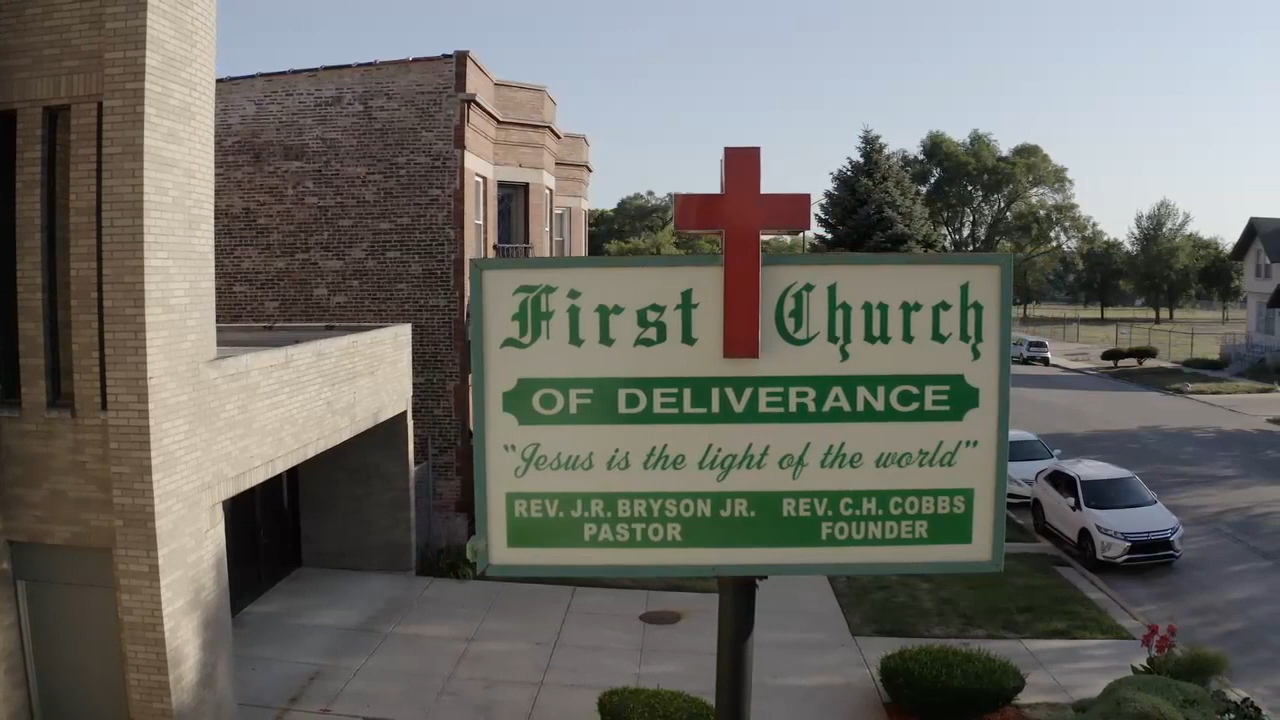 First Church
OF DELIVERANCE
"Jesus is the light of the world"
REV. J.R. BRYSON JR. REV. C.H. COBBS
PASTOR FOUNDER